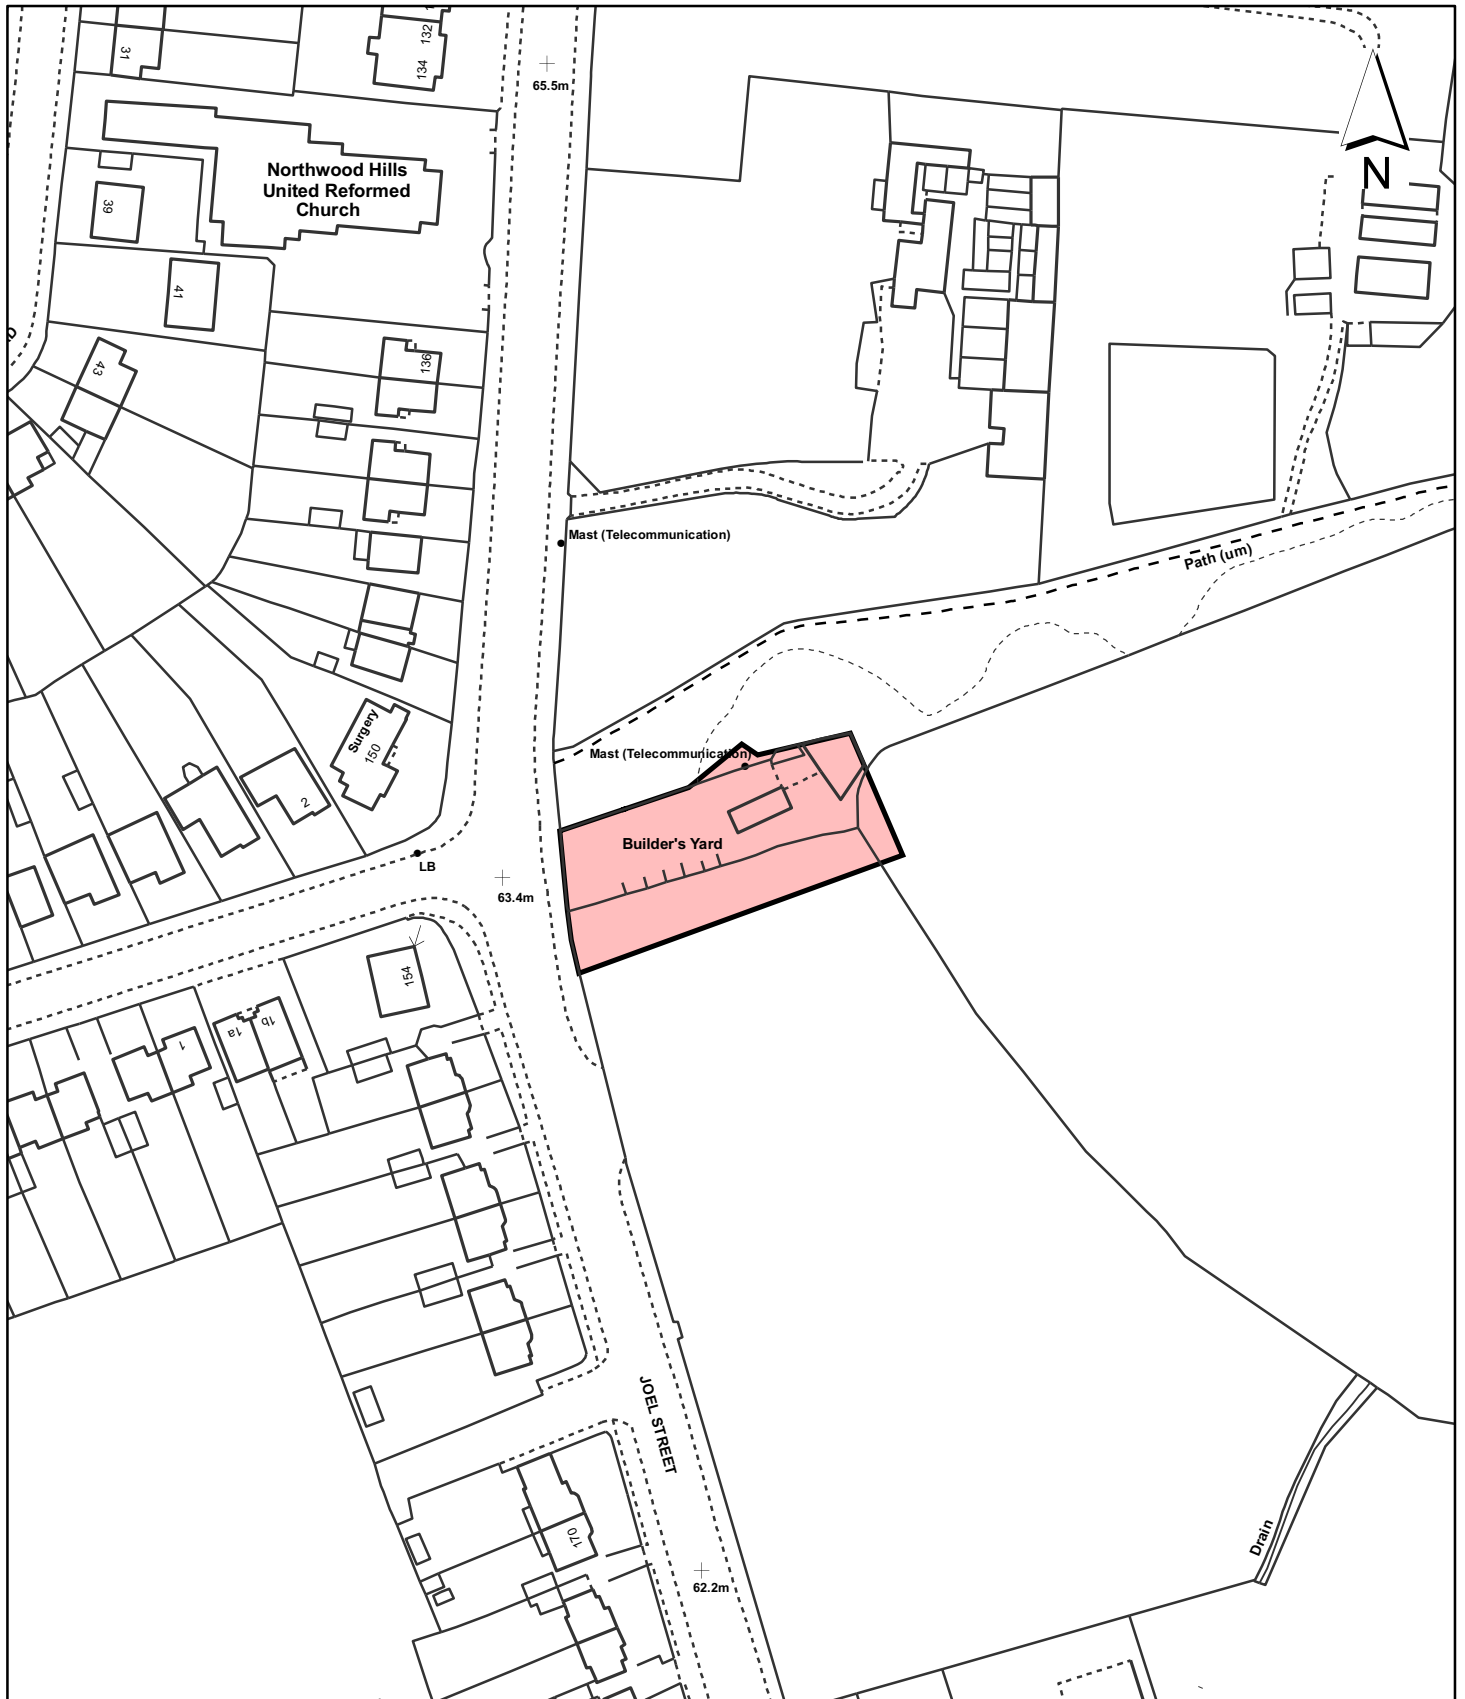 31
132
134
65.5m
N
Northwood Hills
United Reformed
Church
39
41
136
43
Mast (Telecommunication)
Path (um)
Surgery
150
Mast (Telecommunication)
2
Builder's Yard
LB
63.4m
154
1
1a
1b
JOEL STREET
170
Drain
62.2m